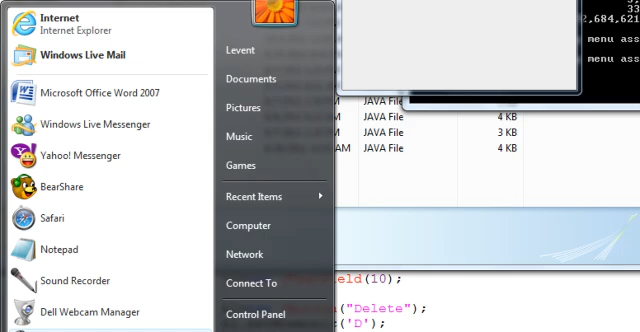 Internet
Internet Explorer
Windows Live Mail
Microsoft Office Word 2007
Windows Live Messenger
Yahoo! Messenger
BearShare
Safari
Notepad
Sound Recorder
Dell Webcam Manager
Levent
Documents
Pictures
Music
Games
Recent Items
Computer
Network
Connect To
Control Panel
33
2,684,621
menu ass
menu ass
JAVA File
JAVA File 4 KB
JAVA File 3 KB
JAVA File 4 KB
(10);
("Delete");
('D');